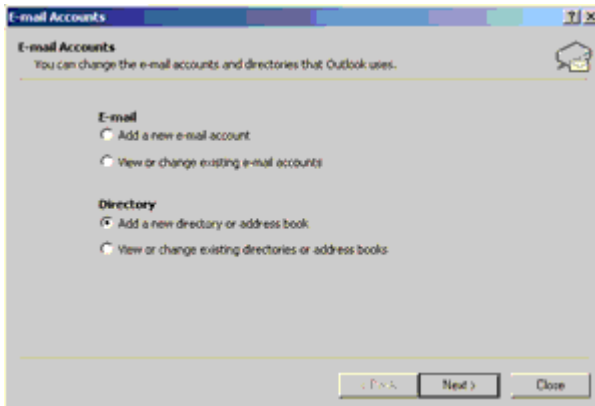 E-mail Accounts
E-mail Accounts
You can change the e-mail accounts and directories that Outlook uses.
E-mail
Add a new e-mail account
View or change existing e-mail accounts
Directory
Add a new directory or address book
View or change existing directories or address books
< Back
Next >
Close